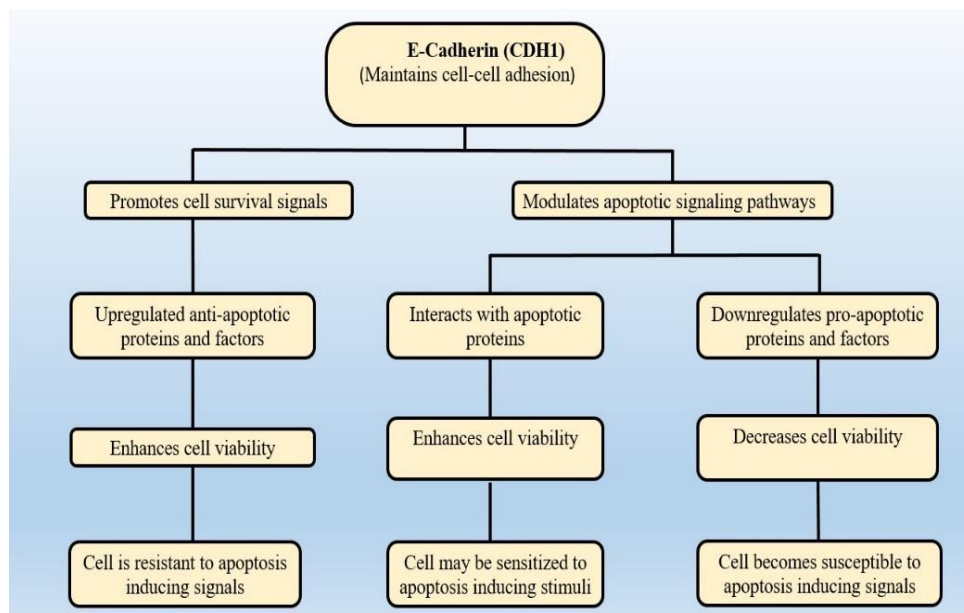 E-Cadherin (CDH1)
(Maintains cell-cell adhesion)
Promotes cell survival signals
Modulates apoptotic signaling pathways
Upregulated anti-apoptotic
proteins and factors
Interacts with apoptotic
proteins
Downregulates pro-apoptotic
proteins and factors
Enhances cell viability
Enhances cell viability
Decreases cell viability
Cell is resistant to apoptosis
inducing signals
Cell may be sensitized to
apoptosis inducing stimuli
Cell becomes susceptible to
apoptosis inducing signals